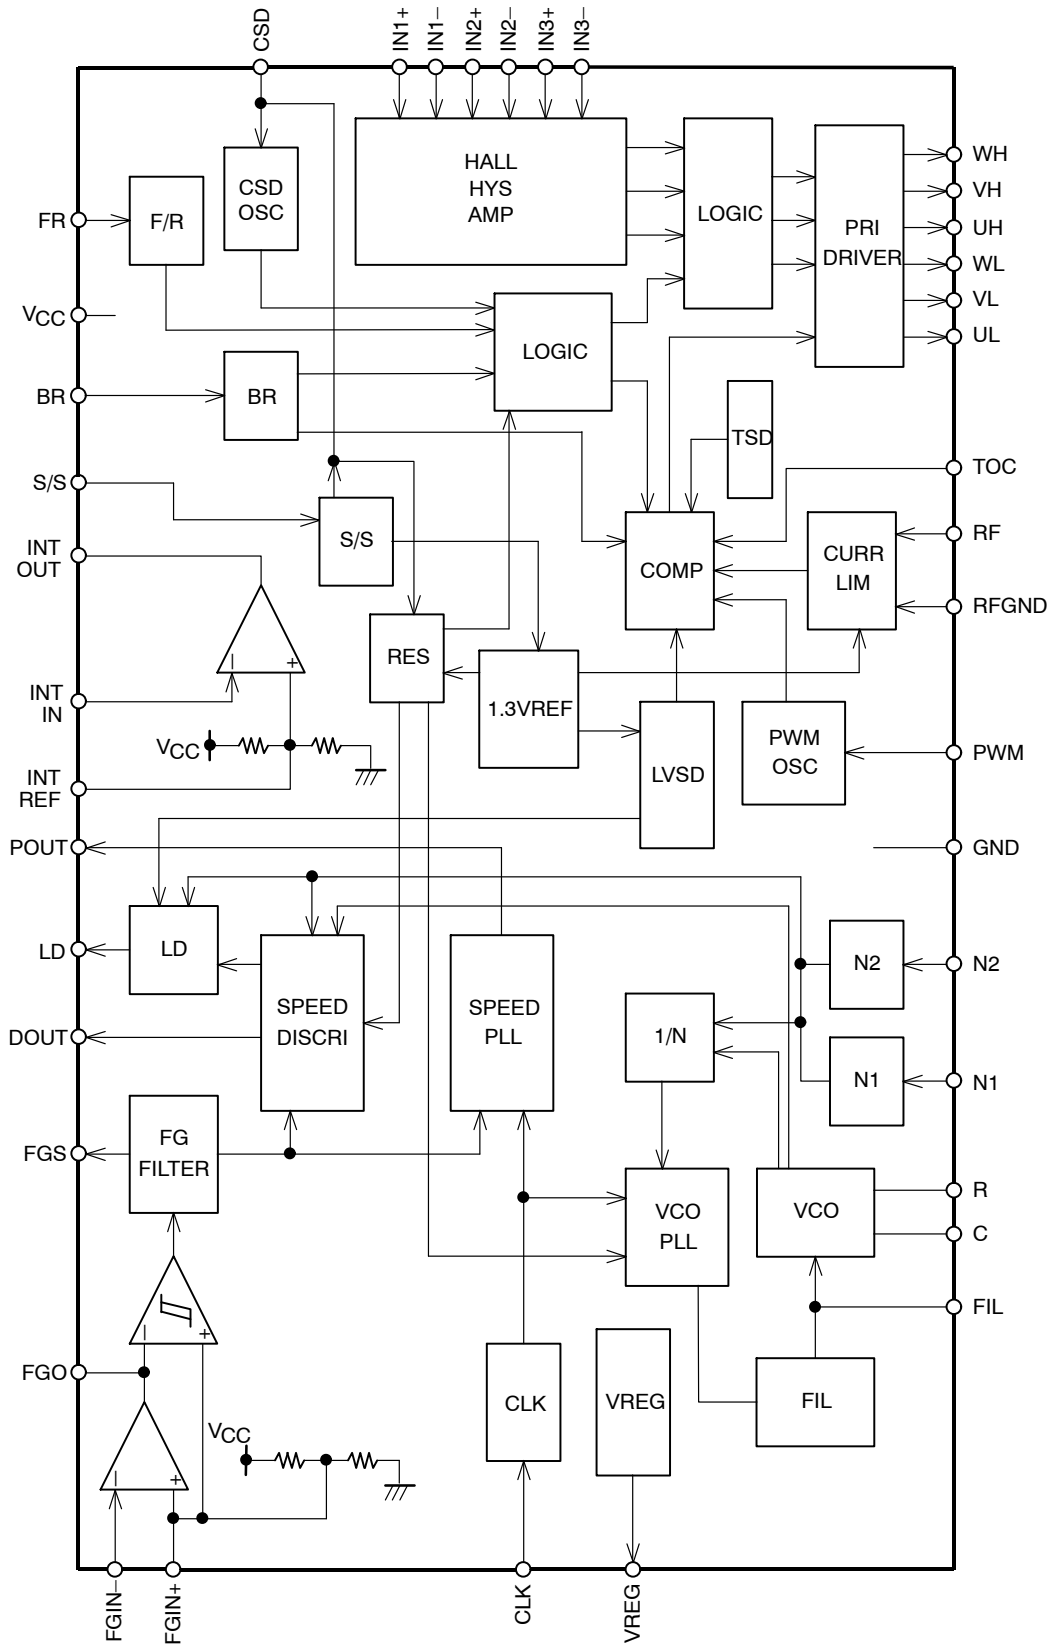 CSD
IN1+
IN1−
IN2+
IN2−
IN3+
IN3−
HALL
HYS
AMP
CSD
OSC
F/R
LOGIC
PRI
DRIVER
WH
VH
UH
WL
VL
UL
FR
VCC
LOGIC
BR
BR
TSD
TOC
S/S
S/S
COMP
CURR
LIM
RF
RFGND
INT
OUT
−
+
RES
1.3VREF
INT
IN
VCC
LVSD
PWM
OSC
PWM
INT
REF
POUT
GND
LD
LD
N2
N2
SPEED
DISCRI
SPEED
PLL
1/N
DOUT
N1
N1
FG
FILTER
FGS
VCO
PLL
VCO
R
C
FIL
−
+
FGO
CLK
VREG
FIL
VCC
−
+
FGIN−
FGIN+
CLK
VREG